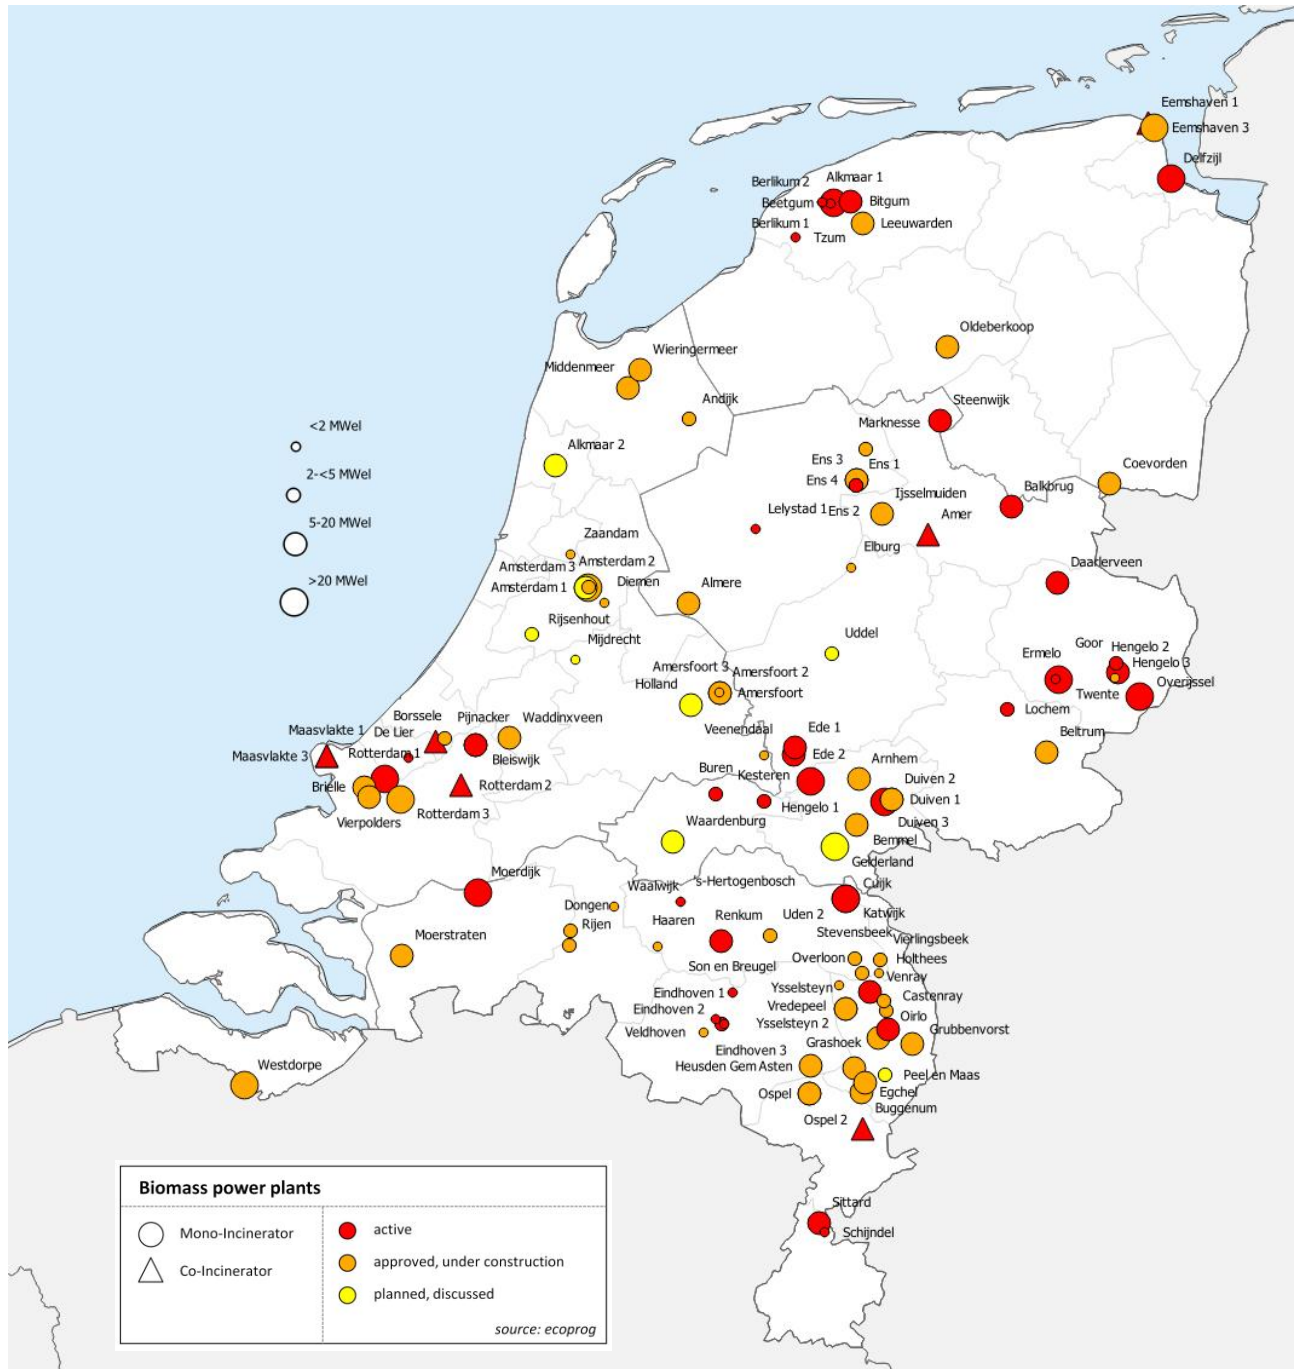 Eemshaven 1
Eemshaven 3
Delfzijl
Berlikum 2
Alkmaar 1
Beetgum
Bitgum
Berlikum 1
Leeuwarden
Tzum
Oldeberkoop
Wieringermeer
Middenmeer
Andijk
Steenwijk
Marknesse
<2 MWel
Alkmaar 2
Ens 3
Ens 1
Coevorden
2-<5 MWel
Ens 4
Ijsselmuiden
Balkbrug
Lelystad 1
Ens 2
Amer
5-20 MWel
Zaandam
Elburg
Amsterdam 3
Amsterdam 2
Daarlerveen
>20 MWel
Amsterdam 1
Diemen
Almere
Rijsenhout
Mijdrecht
Uddel
Goor
Hengelo 2
Amersfoort 3
Amersfoort 2
Ermelo
Hengelo 3
Holland
Amersfoort
Twente
Overijssel
Lochem
Borssele
Pijnacker
Waddinxveen
Maasvlakte 1
De Lier
Veenendaal
Ede 1
Beltrum
Maasvlakte 3
Rotterdam 1
Bleiswijk
Ede 2
Arnhem
Buren
Kesteren
Duiven 2
Brielle
Rotterdam 2
Duiven 1
Vierpolders
Rotterdam 3
Hengelo 1
Waardenburg
Duiven 3
Bemmel
Gelderland
Moerdijk
Waalwijk
's-Hertogenbosch
Cuijk
Dongen
Haaren
Renkum
Uden 2
Katwijk
Rijen
Stevensbeek
Moerstraten
Vierlingsbeek
Son en Breugel
Overloon
Holthees
Venray
Eindhoven 1
Ysselsteyn
Castenray
Eindhoven 2
Vredepeel
Oirlo
Veldhoven
Ysselsteyn 2
Grubbenvorst
Eindhoven 3
Grashoek
Westdorpe
Heusden Gem Asten
Peel en Maas
Ospel
Egchel
Buggenum
Ospel 2
Sittard
Schijndel
Biomass power plants
Mono-Incinerator
Co-Incinerator
active
approved, under construction
planned, discussed
source: ecoprog